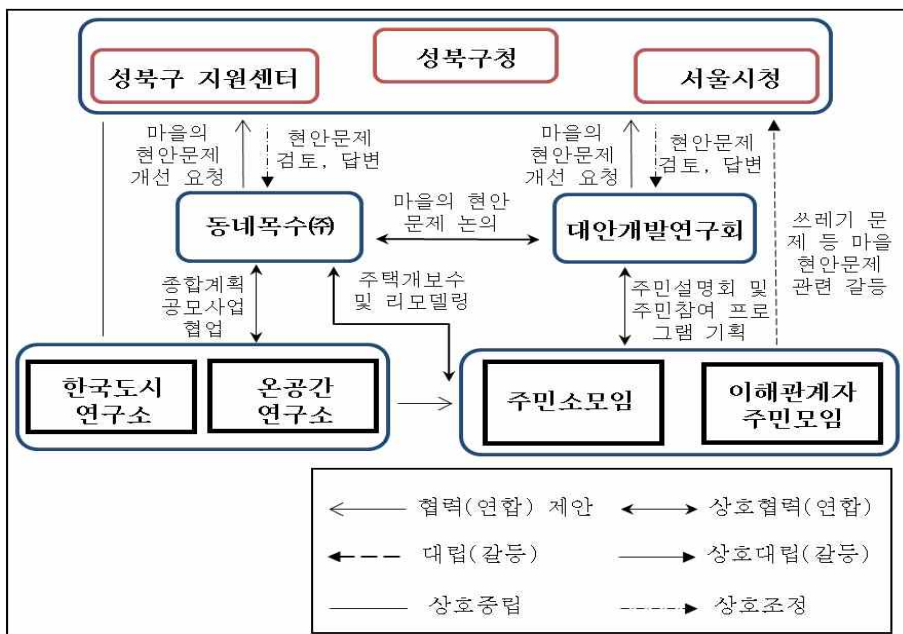 성북구청
성북구 지원센터
서울시청
마을의
현안문제
개선 요청
현안문제
검토, 답변
마을의
현안문제
개선 요청
현안문제
검토, 답변
동네목수㈜
마을의 현안
문제 논의
대안개발연구회
쓰레기 문
제 등 마을
현안문제
관련 갈등
종합계획
공모사업
협업
주택개보수
및 리모델링
주민설명회 및
주민참여 프로
그램 기획
한국도시
연구소
온공간
연구소
주민소모임
이해관계자
주민모임
협력(연합) 제안
상호협력(연합)
대립(갈등)
상호대립(갈등)
상호중립
상호조정